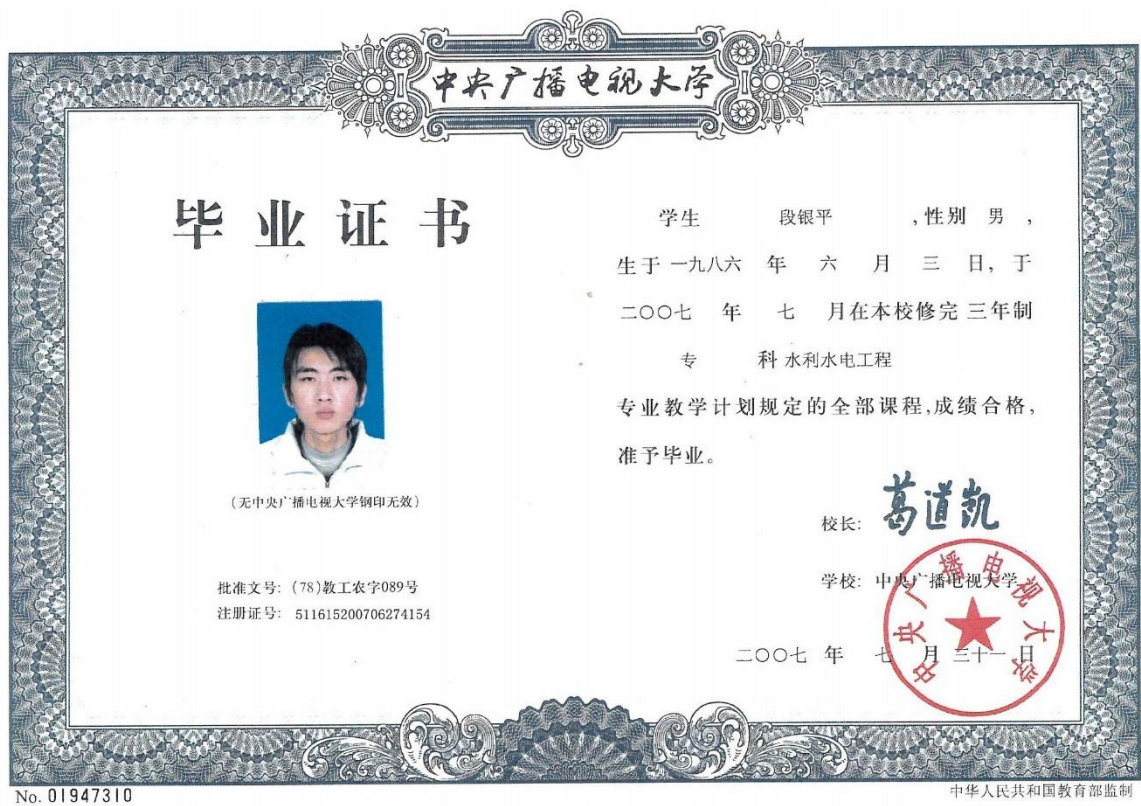 中央广播电视大学
毕业证书
(无中央广播电视大学钢印无效)
批准文号: (78)教工农字089号
注册证号: 511615200706274154
学生 段银平 ,性别 男 ,
生于 一九八六 年 六 月 三 日, 于
二〇〇七 年 七 月在本校修完 三年制
专 科 水利水电工程
专业教学计划规定的全部课程,成绩合格,
准予毕业。
校长: 葛道凯
学校: 中央广播电视大学
中央广播电视大学
二〇〇七 年 七 月 三十一 日
No. 01947310
中华人民共和国教育部监制